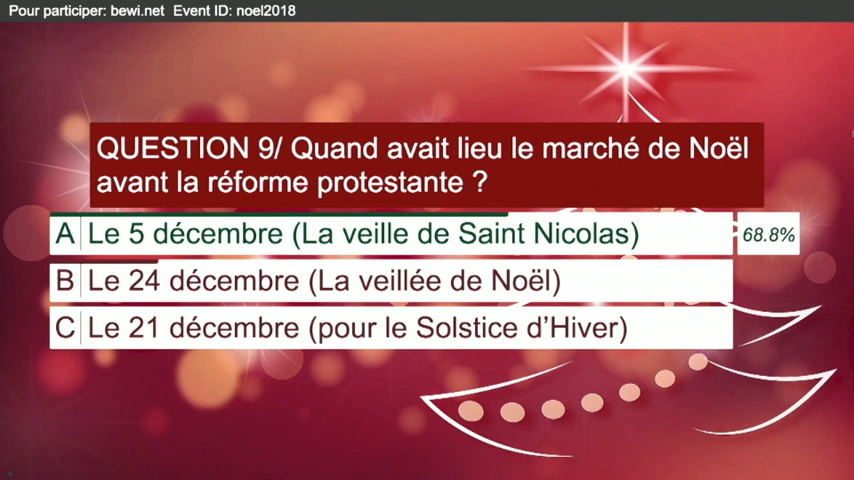 Pour participer: bewi.net Event ID: noel2018
QUESTION 9/ Quand avait lieu le marché de Noël
avant la réforme protestante ?
A Le 5 décembre (La veille de Saint Nicolas) 68.8%
B Le 24 décembre (La veillée de Noël)
C Le 21 décembre (pour le Solstice d’Hiver)